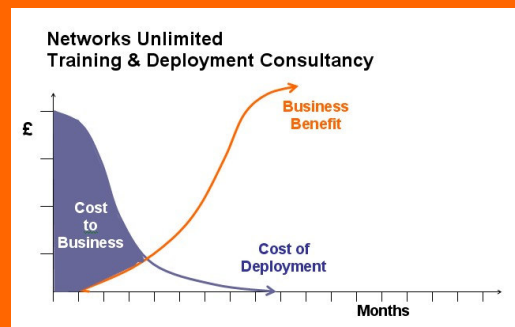 Networks Unlimited
Training & Deployment Consultancy
£
Business
Benefit
Cost
to
Business
Cost of
Deployment
Months